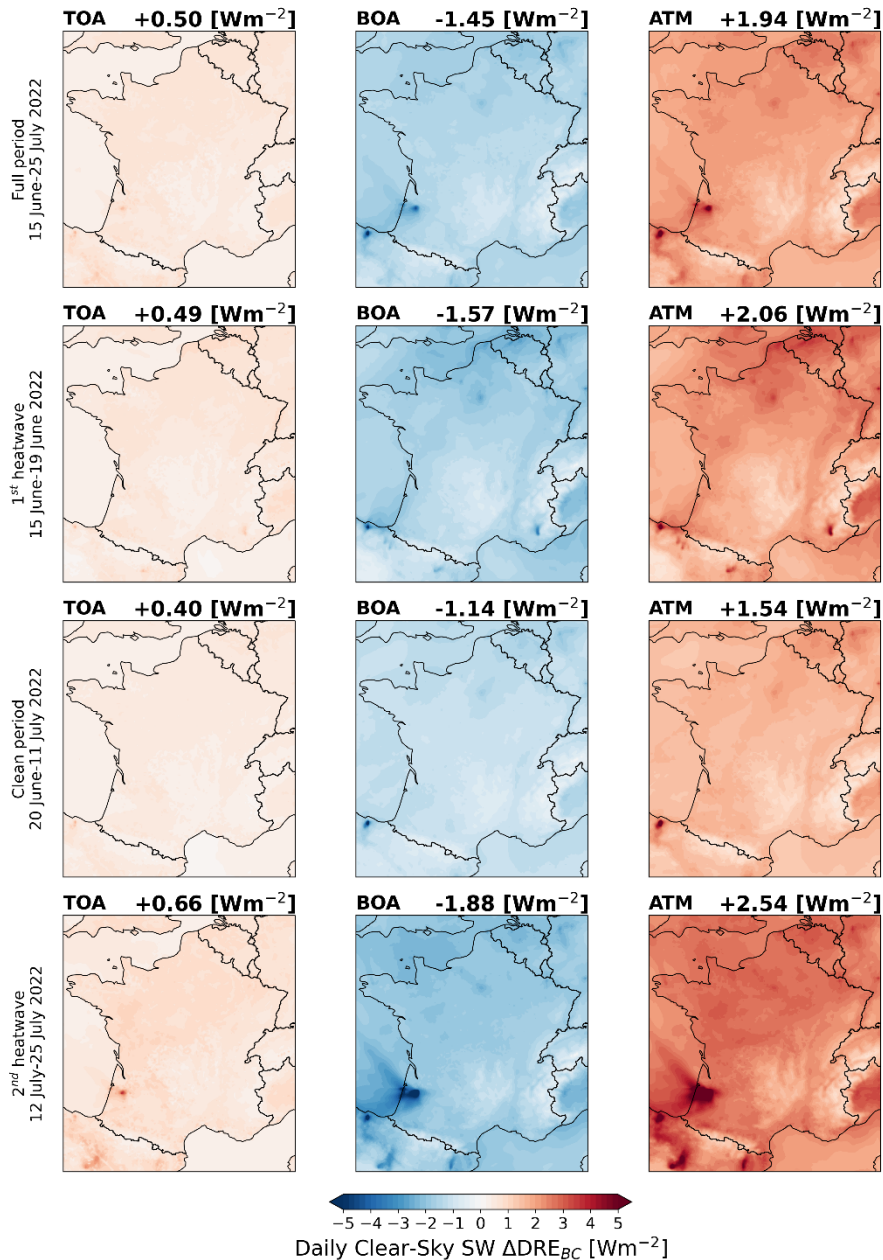 TOA +0.50 [Wm⁻²] BOA -1.45 [Wm⁻²] ATM +1.94 [Wm⁻²]
Full period
15 June-25 July 2022
TOA +0.49 [Wm⁻²] BOA -1.57 [Wm⁻²] ATM +2.06 [Wm⁻²]
1ˢᵗ heatwave
15 June-19 June 2022
TOA +0.40 [Wm⁻²] BOA -1.14 [Wm⁻²] ATM +1.54 [Wm⁻²]
Clean period
20 June-11 July 2022
TOA +0.66 [Wm⁻²] BOA -1.88 [Wm⁻²] ATM +2.54 [Wm⁻²]
2ⁿᵈ heatwave
12 July-25 July 2022
−5 −4 −3 −2 −1 0 1 2 3 4 5
Daily Clear-Sky SW ΔDRE_BC [Wm⁻²]